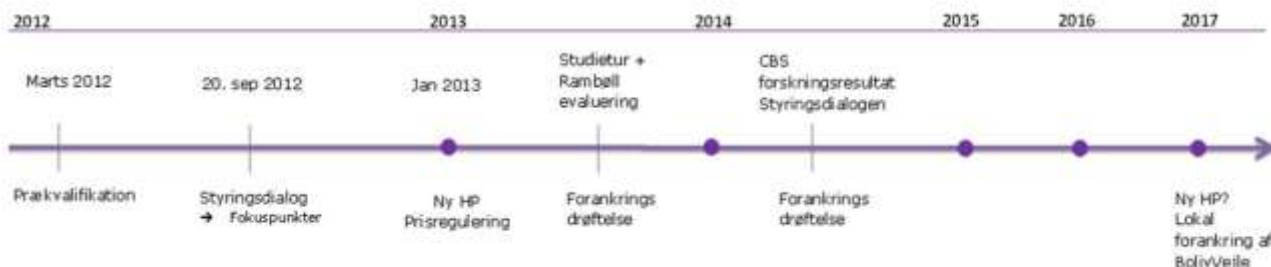 2012 2013 2014 2015 2016 2017
Marts 2012
20. sep 2012
Jan 2013
Studietur +
Rambøll
evaluering
CBS
forskningsresultat
Styringsdialogen
Prækvalifikation
Styringsdialog
→ Fokuspunkter
Ny HP
Prisregulering
Forankrings
drøftelse
Forankrings
drøftelse
Ny HP?
Lokal
forankring af
BolivVejle